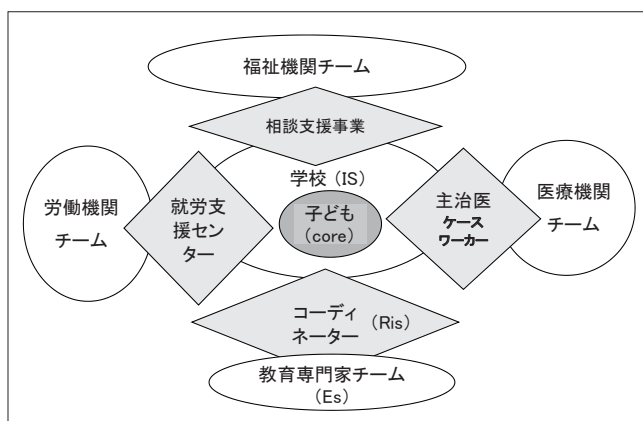 福祉機関チーム
相談支援事業
学校（IS）
労働機関
チーム
就労支
援セン
ター
子ども
（core）
主治医
ケース
ワーカー
医療機関
チーム
コーディ
ネーター
（Ris）
教育専門家チーム
（Es）